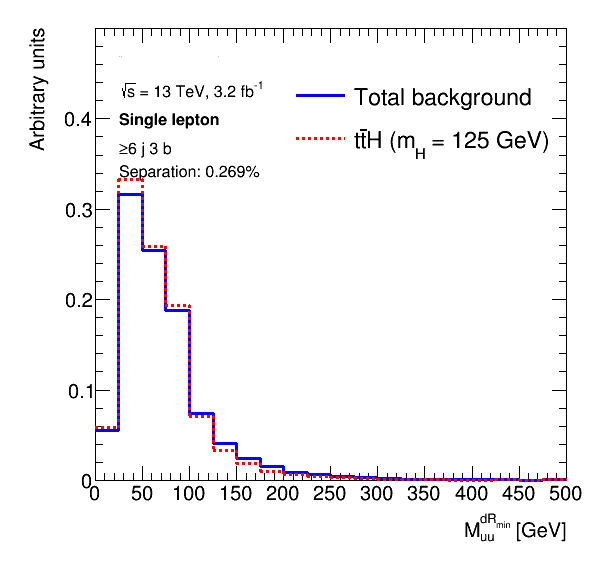 Arbitrary units
√s = 13 TeV, 3.2 fb⁻¹
Single lepton
≥6 j 3 b
Separation: 0.269%
Total background
tt̄H (m_H = 125 GeV)
0.4
0.3
0.2
0.1
0
0 50 100 150 200 250 300 350 400 450 500
M_uu^dR_min [GeV]